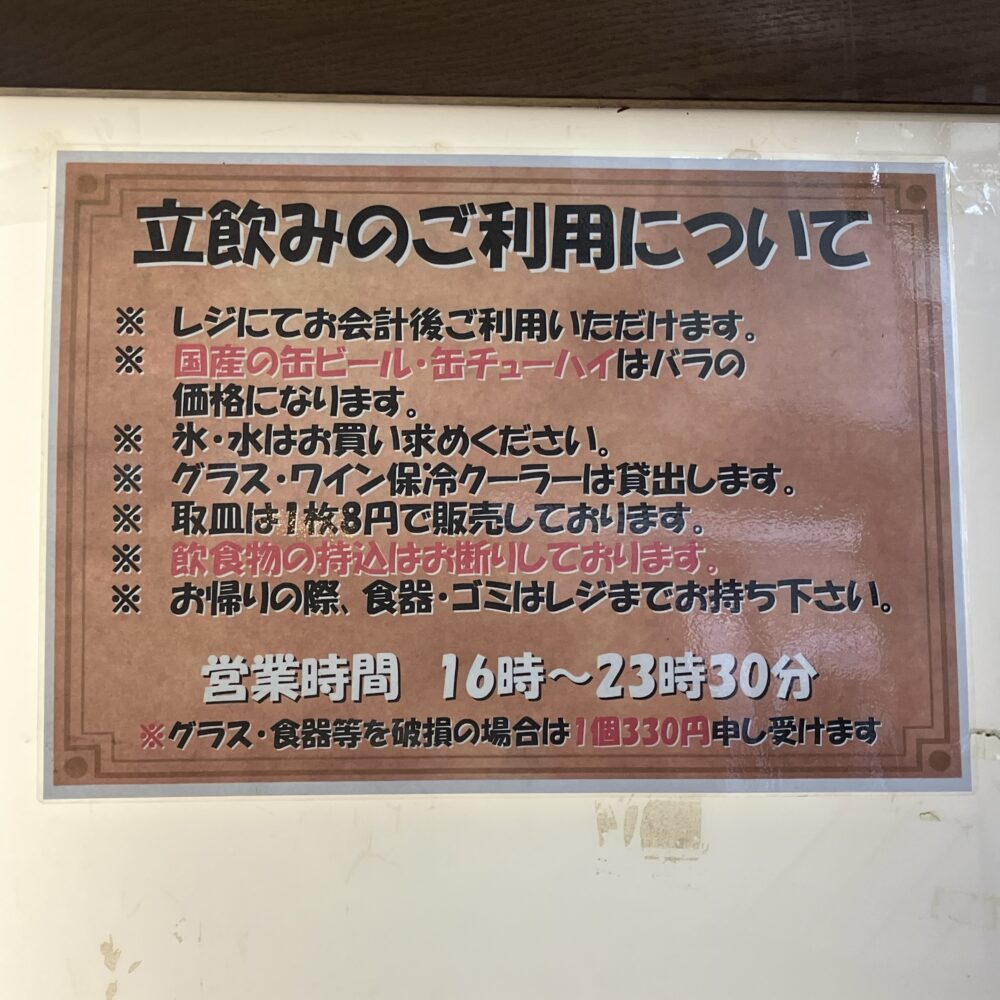 立飲みのご利用について
※ レジにてお会計後ご利用いただけます。
※ 国産の缶ビール・缶チューハイはバラの
価格になります。
※ 氷・水はお買い求めください。
※ グラス・ワイン保冷クーラーは貸出します。
※ 取皿は1枚8円で販売しております。
※ 飲食物の持込はお断りしております。
※ お帰りの際、食器・ゴミはレジまでお持ち下さい。
営業時間 16時～23時30分
※グラス・食器等を破損の場合は1個330円申し受けます